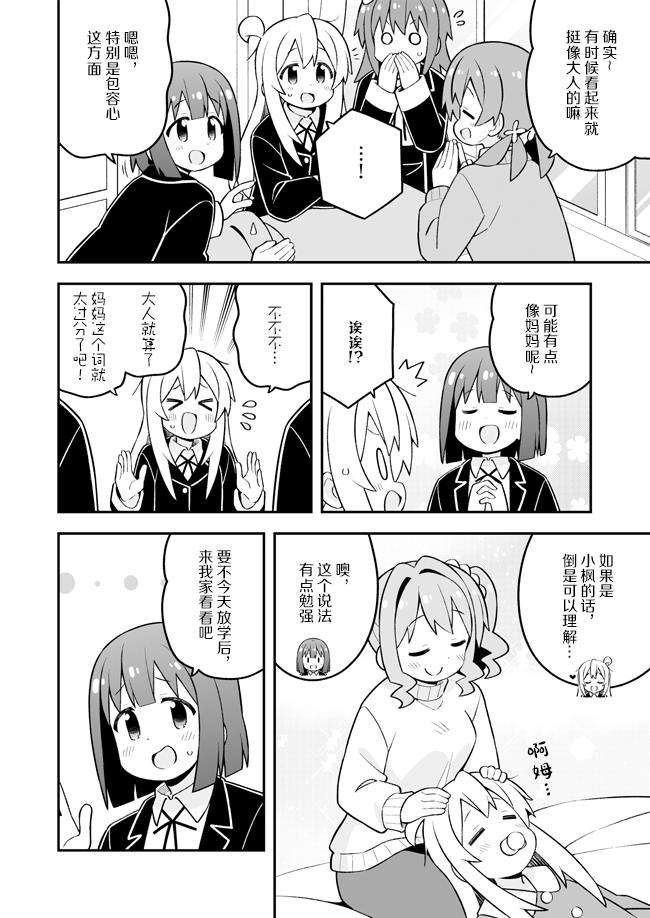 确实~
有时候看起来就
挺像大人的嘛
…!
嗯嗯，
特别是包容心
这方面
可能有点
像妈妈呢~
诶诶!?
不不不…
大人就算了
妈妈这个词就
太过分了吧!
如果是
小枫的话，
倒是可以
理解…
噢，
这个说法
有点勉强
啊姆…
要不今天放学后，
来我家看看吧